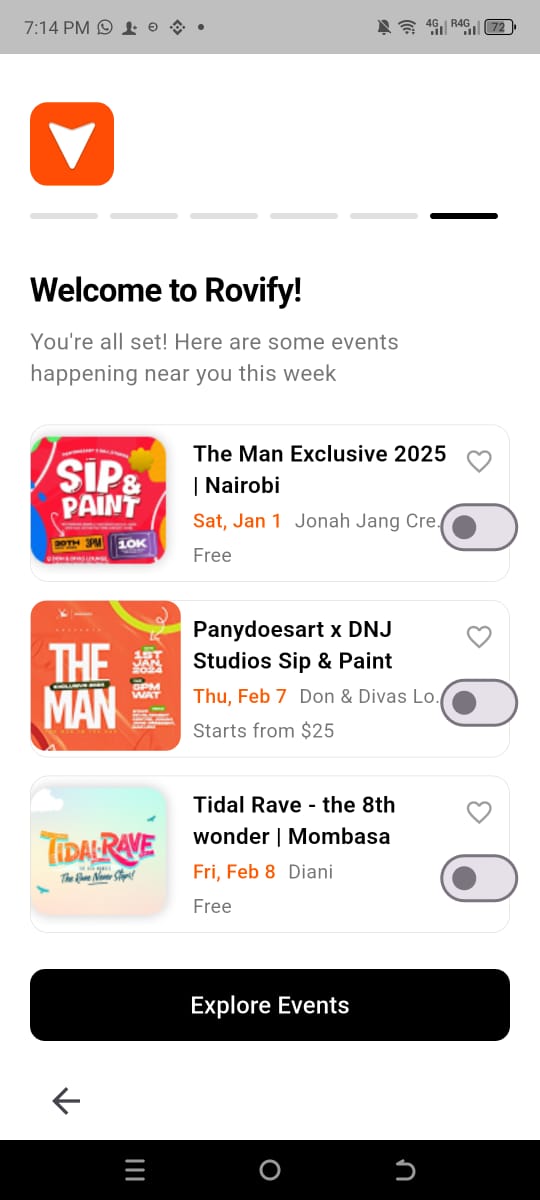 7:14 PM
4G R4G 72
Welcome to Rovify!
You're all set! Here are some events
happening near you this week
SIP &
PAINT
30TH 3PM 10K
The Man Exclusive 2025
| Nairobi
Sat, Jan 1 Jonah Jang Cre.
Free
THE
EXCLUSIVE 2024
MAN
1ST
JAN.
2024
6PM
WAT
Panydoesart x DNJ
Studios Sip & Paint
Thu, Feb 7 Don & Divas Lo.
Starts from $25
TIDAL RAVE
The Rave Never Stops!
Tidal Rave - the 8th
wonder | Mombasa
Fri, Feb 8 Diani
Free
Explore Events